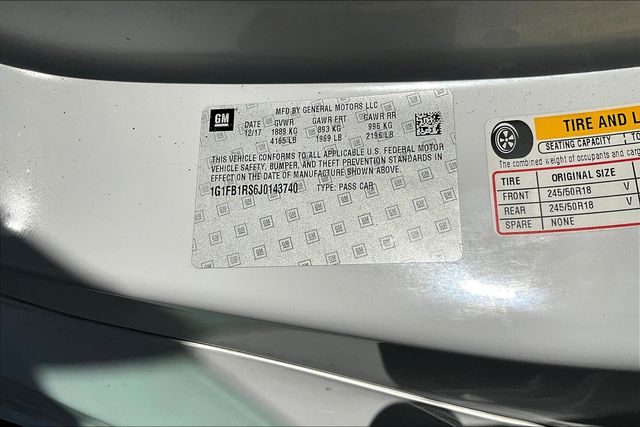 GM
MFD BY GENERAL MOTORS LLC
DATE GVWR GAWR FRT GAWR RR
12/17 1889 KG 893 KG 996 KG
4165 LB 1969 LB 2196 LB
THIS VEHICLE CONFORMS TO ALL APPLICABLE U.S. FEDERAL MOTOR
VEHICLE SAFETY, BUMPER, AND THEFT PREVENTION STANDARDS IN
EFFECT ON THE DATE OF MANUFACTURE SHOWN ABOVE.
1G1FB1RS6J0143740 TYPE: PASS CAR
TIRE AND L
SEATING CAPACITY TO
The combined weight of occupants and carg
TIRE ORIGINAL SIZE
FRONT 245/50R18 V
REAR 245/50R18 V
SPARE NONE